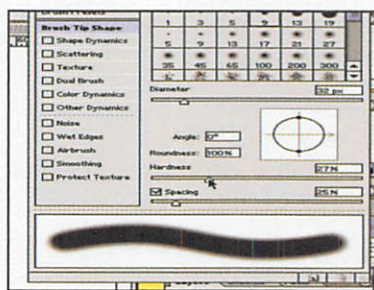 Brush Presets
Brush Tip Shape
Shape Dynamics
Scattering
Texture
Dual Brush
Color Dynamics
Other Dynamics
Noise
Wet Edges
Airbrush
Smoothing
Protect Texture
1 3 5 9 13 19
5 9 13 17 21 27
35 45 65 100 200 300
Diameter 32 px
Angle: 0°
Roundness: 100%
Hardness 27%
Spacing 25%